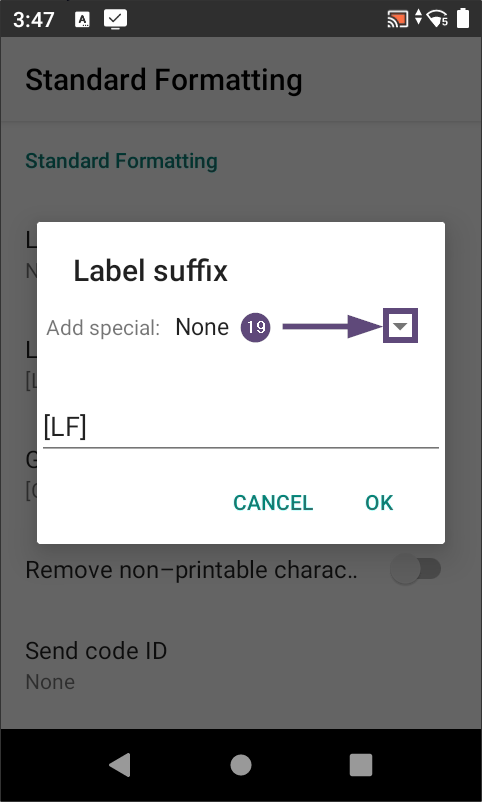 3:47
A
5
Standard Formatting
Standard Formatting
L
N
Label suffix
Add special: None 19
L
[L
[LF]
G
[G
CANCEL OK
Remove non-printable charac..
Send code ID
None